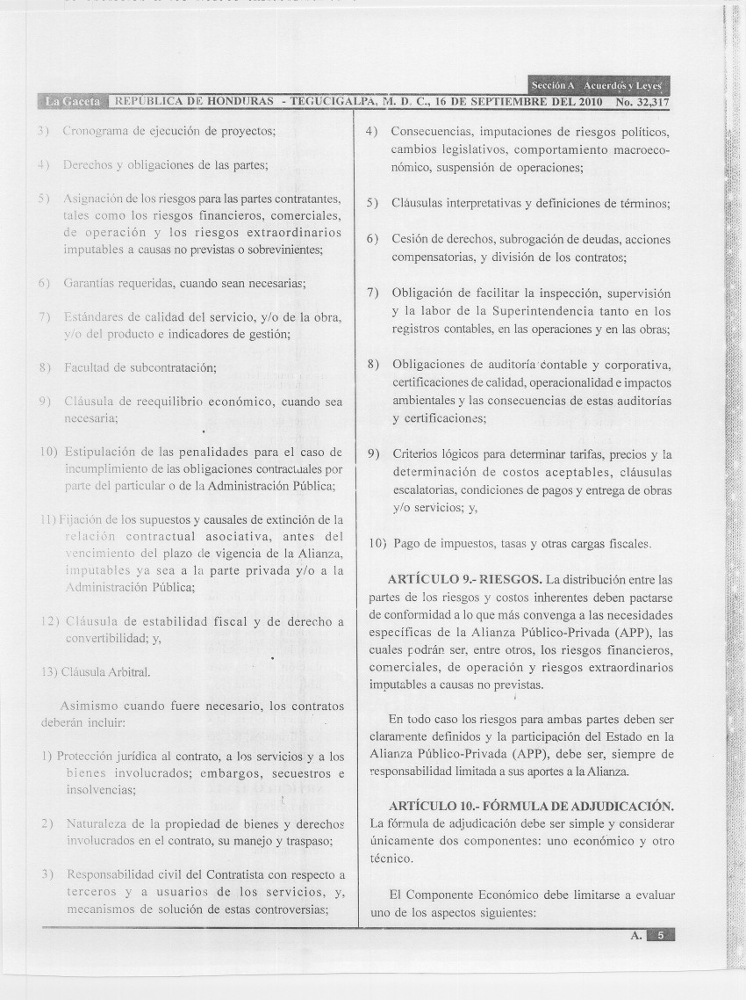 Sección A Acuerdos y Leyes
La Gaceta REPÚBLICA DE HONDURAS - TEGUCIGALPA, M. D. C., 16 DE SEPTIEMBRE DEL 2010 No. 32,317
3) Cronograma de ejecución de proyectos;
4) Derechos y obligaciones de las partes;
5) Asignación de los riesgos para las partes contratantes,
tales como los riesgos financieros, comerciales,
de operación y los riesgos extraordinarios
imputables a causas no previstas o sobrevinientes;
6) Garantías requeridas, cuando sean necesarias;
7) Estándares de calidad del servicio, y/o de la obra,
y/o del producto e indicadores de gestión;
8) Facultad de subcontratación;
9) Cláusula de reequilibrio económico, cuando sea
necesaria;
10) Estipulación de las penalidades para el caso de
incumplimiento de las obligaciones contractuales por
parte del particular o de la Administración Pública;
11) Fijación de los supuestos y causales de extinción de la
relación contractual asociativa, antes del
vencimiento del plazo de vigencia de la Alianza,
imputables ya sea a la parte privada y/o a la
Administración Pública;
12) Cláusula de estabilidad fiscal y de derecho a
convertibilidad; y,
13) Cláusula Arbitral.
Asimismo cuando fuere necesario, los contratos
deberán incluir:
1) Protección jurídica al contrato, a los servicios y a los
bienes involucrados; embargos, secuestros e
insolvencias;
2) Naturaleza de la propiedad de bienes y derechos
involucrados en el contrato, su manejo y traspaso;
3) Responsabilidad civil del Contratista con respecto a
terceros y a usuarios de los servicios, y,
mecanismos de solución de estas controversias;
4) Consecuencias, imputaciones de riesgos políticos,
cambios legislativos, comportamiento macroeco-
nómico, suspensión de operaciones;
5) Cláusulas interpretativas y definiciones de términos;
6) Cesión de derechos, subrogación de deudas, acciones
compensatorias, y división de los contratos;
7) Obligación de facilitar la inspección, supervisión
y la labor de la Superintendencia tanto en los
registros contables, en las operaciones y en las obras;
8) Obligaciones de auditoría contable y corporativa,
certificaciones de calidad, operacionalidad e impactos
ambientales y las consecuencias de estas auditorías
y certificaciones;
9) Criterios lógicos para determinar tarifas, precios y la
determinación de costos aceptables, cláusulas
escalatorias, condiciones de pagos y entrega de obras
y/o servicios; y,
10) Pago de impuestos, tasas y otras cargas fiscales.
ARTÍCULO 9.- RIESGOS. La distribución entre las
partes de los riesgos y costos inherentes deben pactarse
de conformidad a lo que más convenga a las necesidades
específicas de la Alianza Público-Privada (APP), las
cuales podrán ser, entre otros, los riesgos financieros,
comerciales, de operación y riesgos extraordinarios
imputables a causas no previstas.
En todo caso los riesgos para ambas partes deben ser
claramente definidos y la participación del Estado en la
Alianza Público-Privada (APP), debe ser, siempre de
responsabilidad limitada a sus aportes a la Alianza.
ARTÍCULO 10.- FÓRMULA DE ADJUDICACIÓN.
La fórmula de adjudicación debe ser simple y considerar
únicamente dos componentes: uno económico y otro
técnico.
El Componente Económico debe limitarse a evaluar
uno de los aspectos siguientes:
A. 5